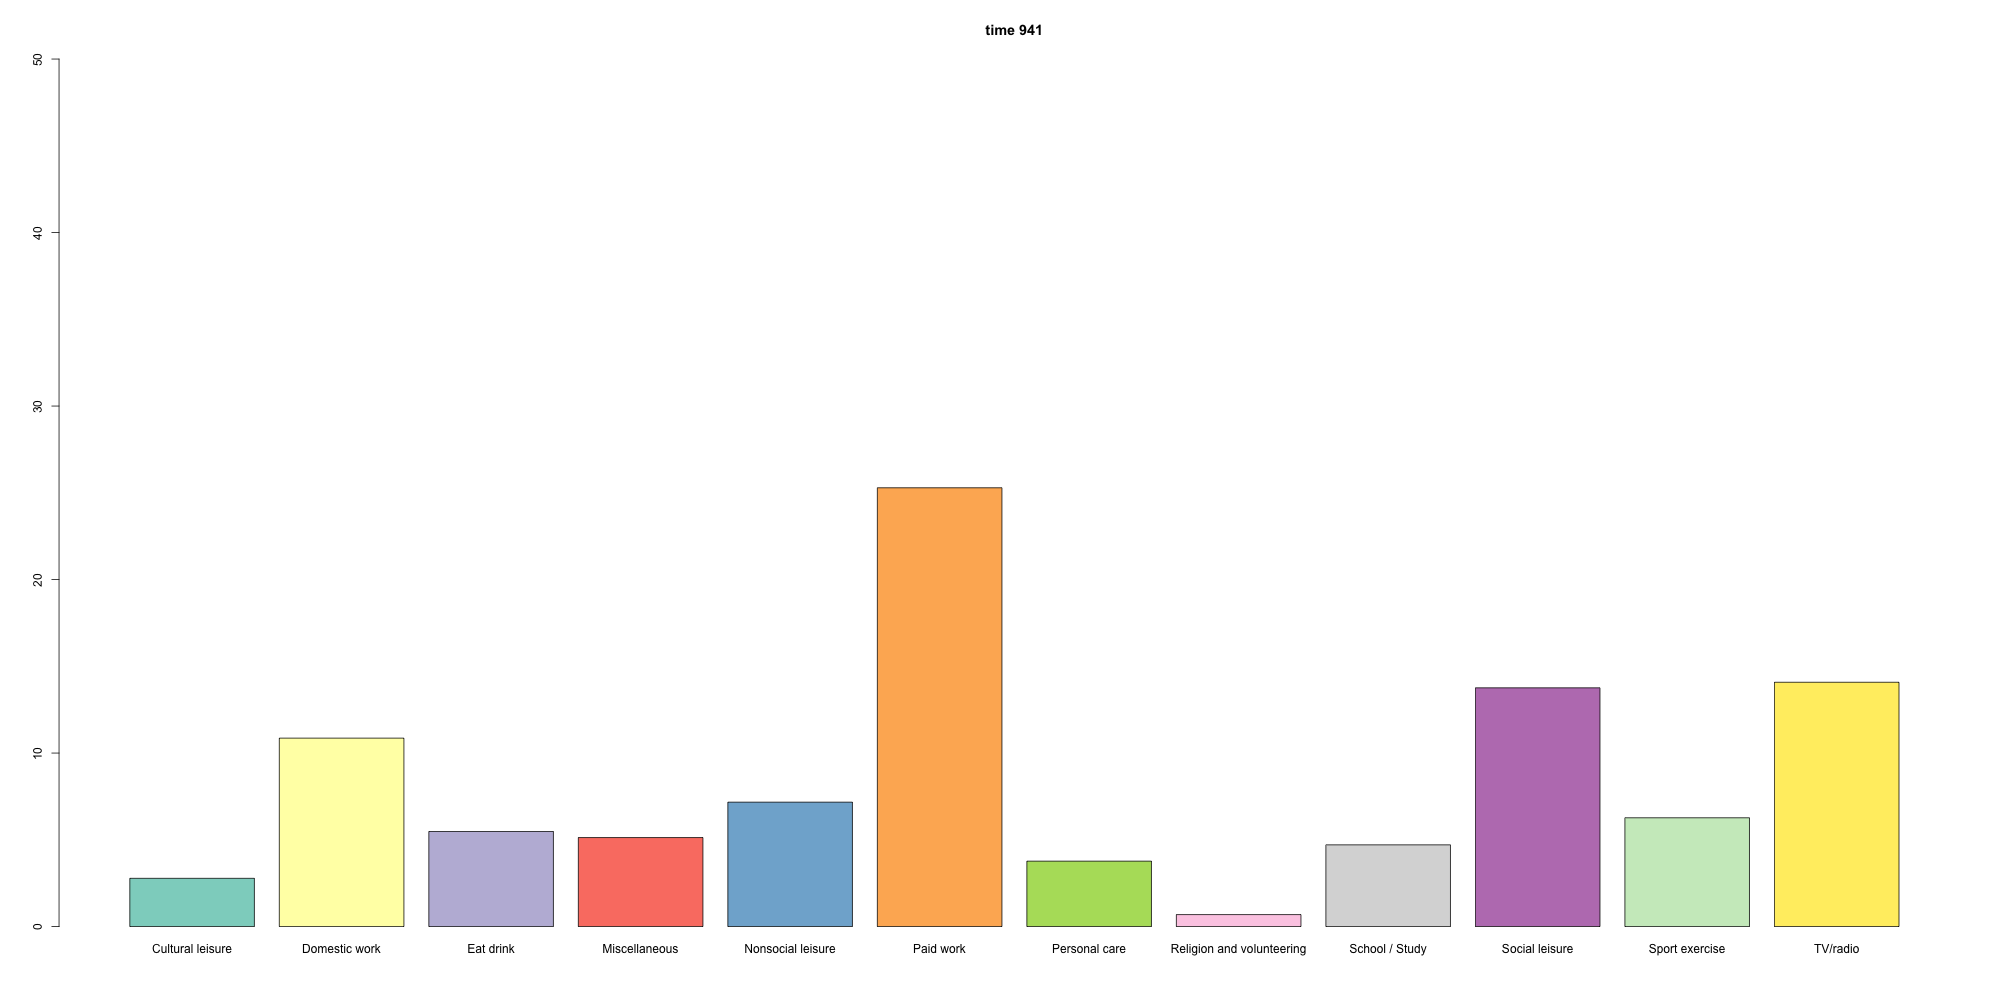 time 941
50
40
30
20
10
0
Cultural leisure
Domestic work
Eat drink
Miscellaneous
Nonsocial leisure
Paid work
Personal care
Religion and volunteering
School / Study
Social leisure
Sport exercise
TV/radio